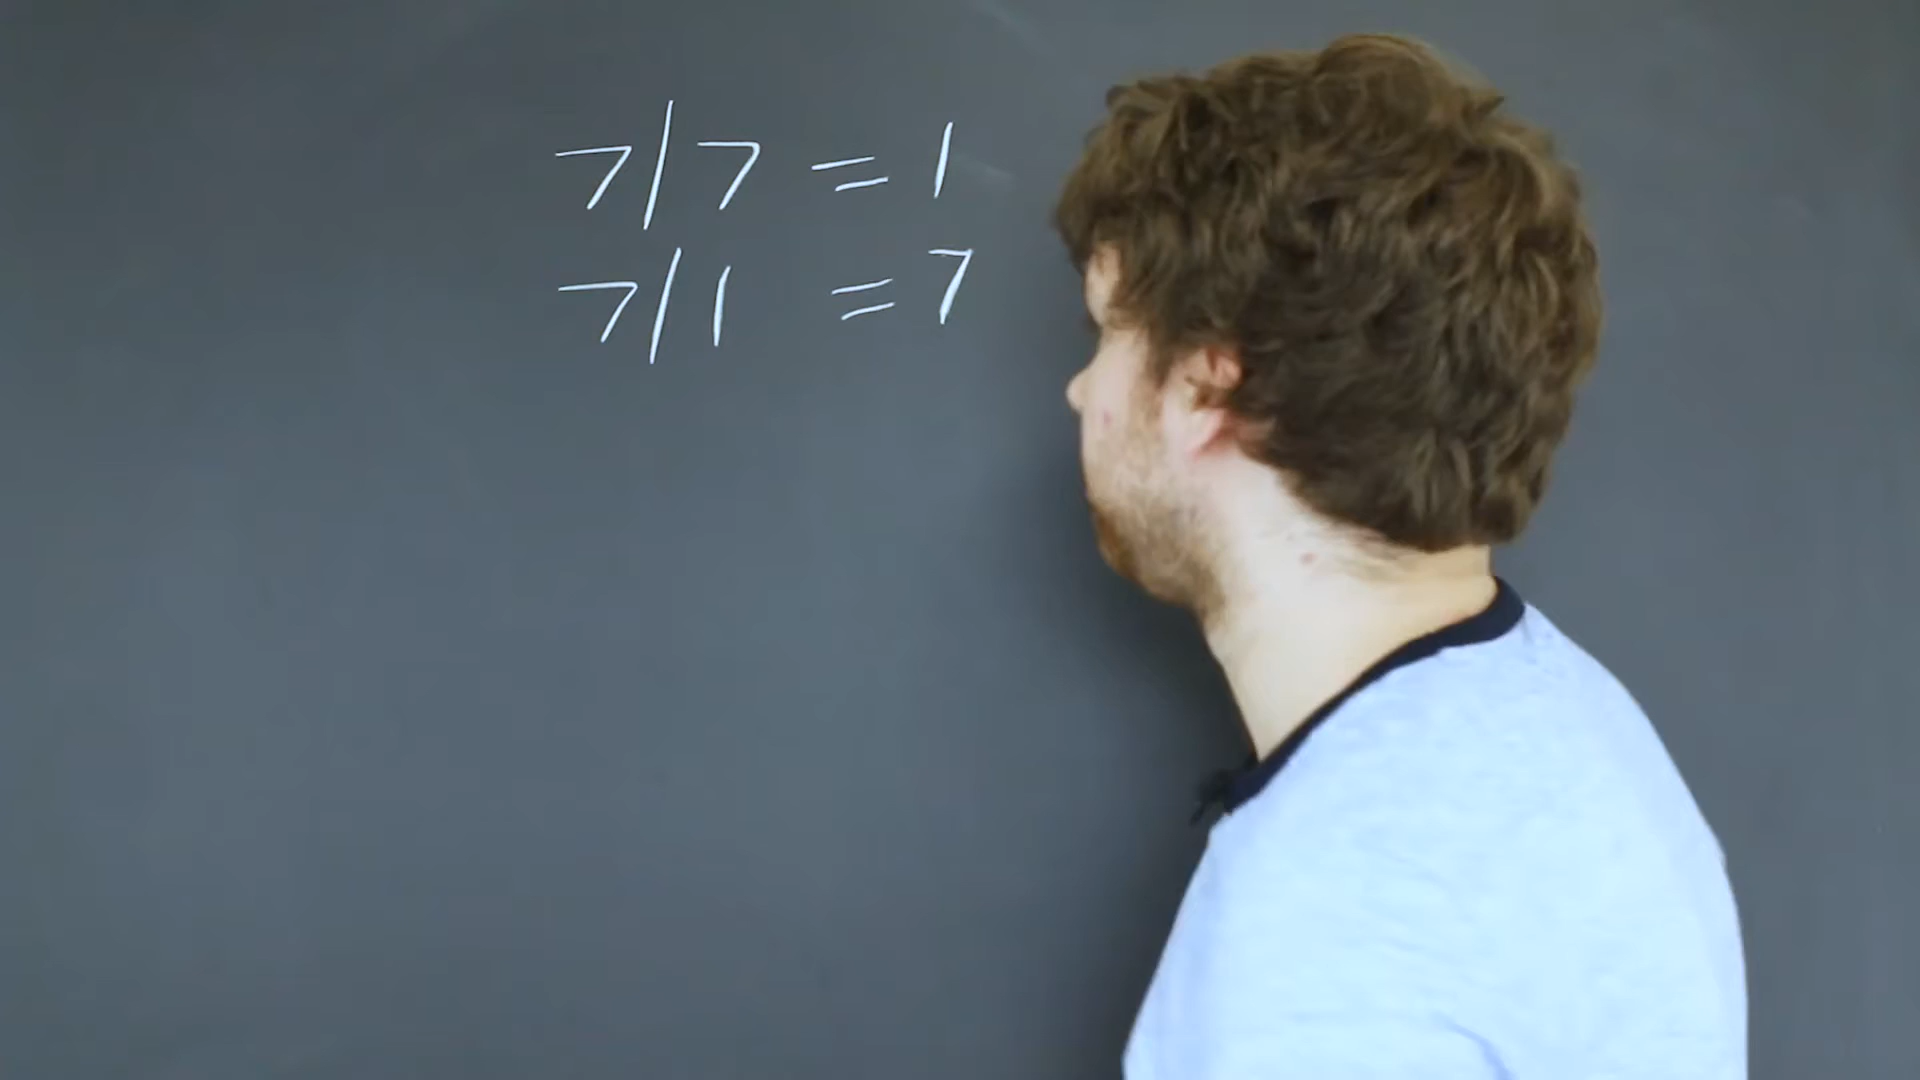 7/7 = 1
7/1 = 7